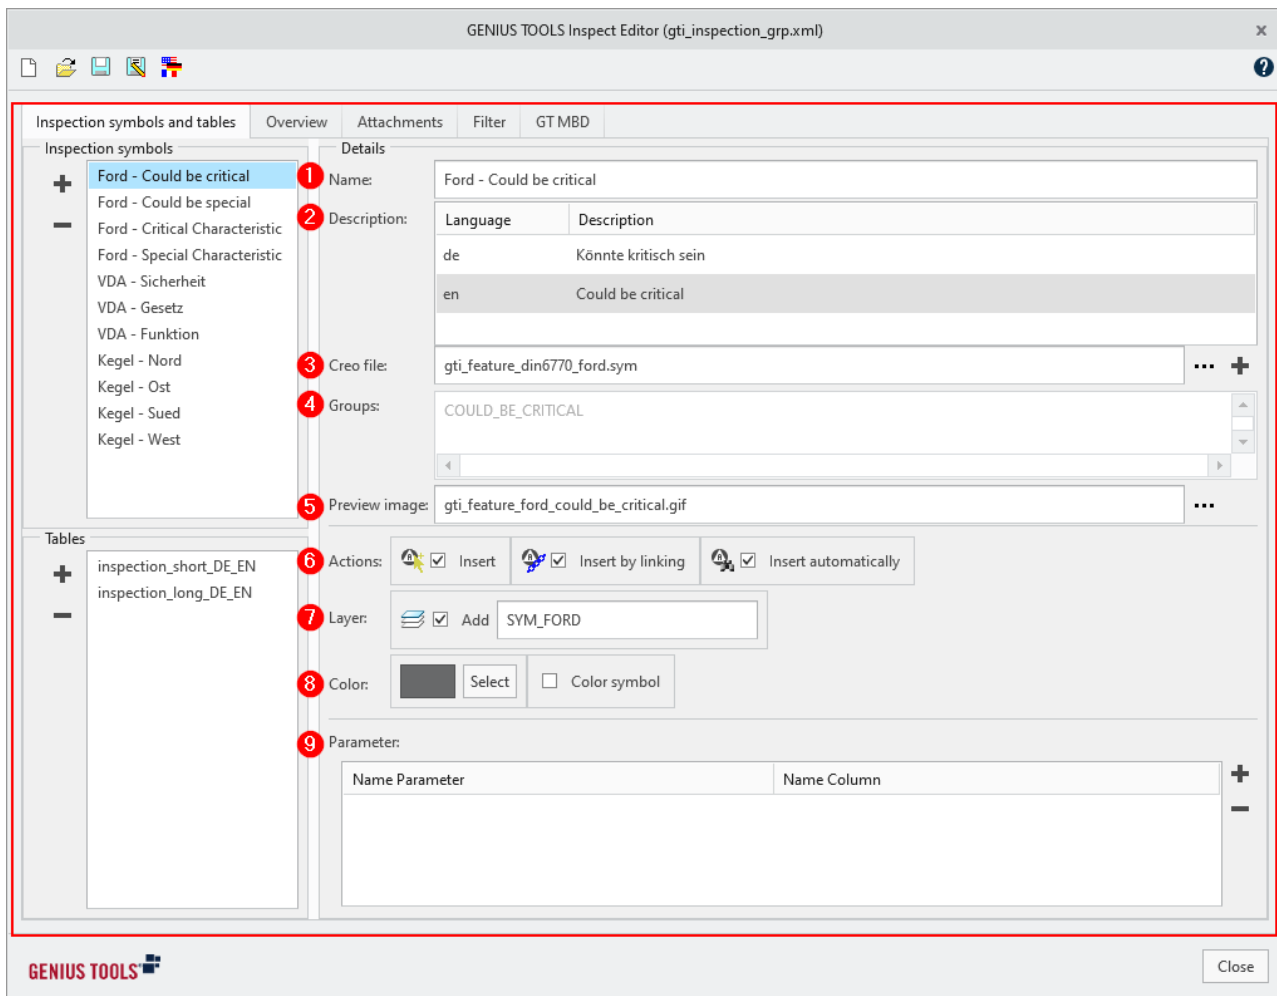 GENIUS TOOLS Inspect Editor (gti_inspection_grp.xml)
Inspection symbols and tables Overview Attachments Filter GT MBD
Inspection symbols
Ford - Could be critical
Ford - Could be special
Ford - Critical Characteristic
Ford - Special Characteristic
VDA - Sicherheit
VDA - Gesetz
VDA - Funktion
Kegel - Nord
Kegel - Ost
Kegel - Sued
Kegel - West
Tables
inspection_short_DE_EN
inspection_long_DE_EN
Details
1 Name: Ford - Could be critical
2 Description: Language Description
de Könnte kritisch sein
en Could be critical
3 Creo file: gti_feature_din6770_ford.sym
4 Groups: COULD_BE_CRITICAL
5 Preview image: gti_feature_ford_could_be_critical.gif
6 Actions: Insert Insert by linking Insert automatically
7 Layer: Add SYM_FORD
8 Color: Select Color symbol
9 Parameter:
Name Parameter Name Column
GENIUS TOOLS
Close